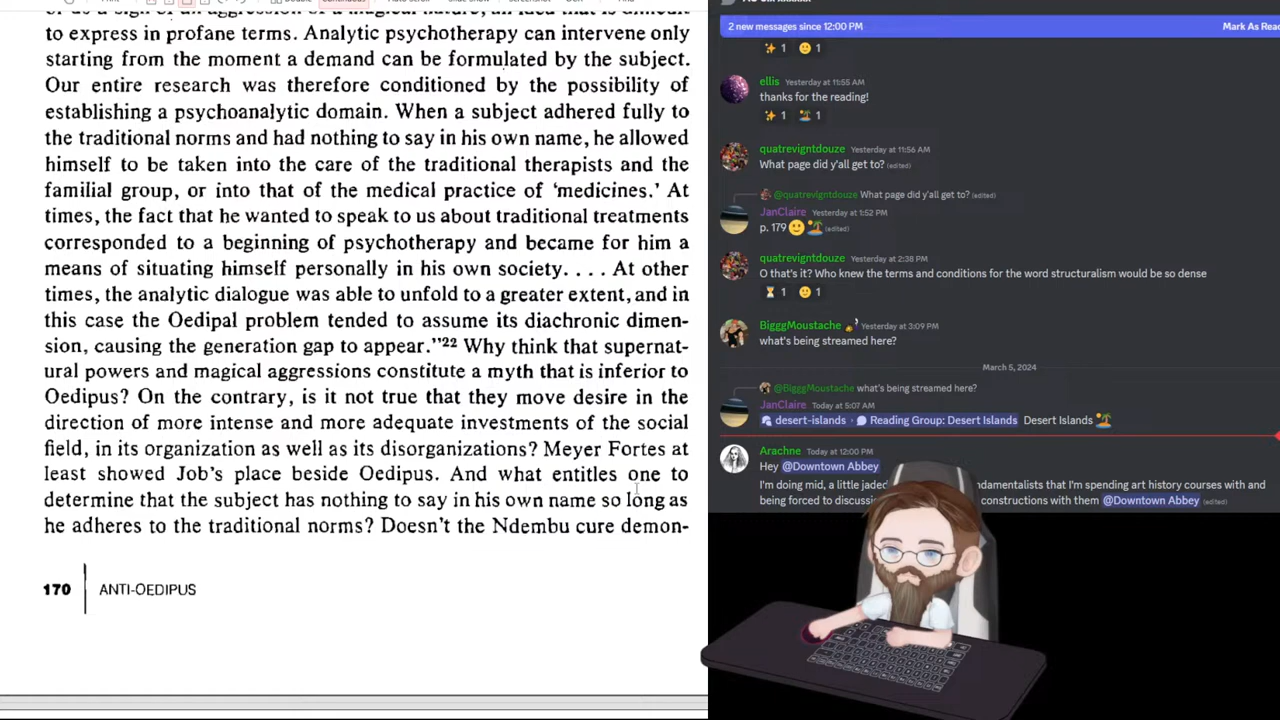 to express in profane terms. Analytic psychotherapy can intervene only
starting from the moment a demand can be formulated by the subject.
Our entire research was therefore conditioned by the possibility of
establishing a psychoanalytic domain. When a subject adhered fully to
the traditional norms and had nothing to say in his own name, he allowed
himself to be taken into the care of the traditional therapists and the
familial group, or into that of the medical practice of 'medicines.' At
times, the fact that he wanted to speak to us about traditional treatments
corresponded to a beginning of psychotherapy and became for him a
means of situating himself personally in his own society. . . . At other
times, the analytic dialogue was able to unfold to a greater extent, and in
this case the Oedipal problem tended to assume its diachronic dimen-
sion, causing the generation gap to appear."22 Why think that supernat-
ural powers and magical aggressions constitute a myth that is inferior to
Oedipus? On the contrary, is it not true that they move desire in the
direction of more intense and more adequate investments of the social
field, in its organization as well as its disorganizations? Meyer Fortes at
least showed Job's place beside Oedipus. And what entitles one to
determine that the subject has nothing to say in his own name so long as
he adheres to the traditional norms? Doesn't the Ndembu cure demon-
170 ANTI-OEDIPUS
2 new messages since 12:00 PM Mark As Read
1 1
ellis Yesterday at 11:55 AM
thanks for the reading!
1 1
quatrevigntdouze Yesterday at 11:56 AM
What page did y'all get to? (edited)
@quatrevigntdouze What page did y'all get to? (edited)
JanClaire Yesterday at 1:52 PM
p. 179 (edited)
quatrevigntdouze Yesterday at 2:38 PM
O that's it? Who knew the terms and conditions for the word structuralism would be so dense
1 1
BigggMoustache Yesterday at 3:09 PM
what's being streamed here?
March 5, 2024
@BigggMoustache what's being streamed here?
JanClaire Today at 5:07 AM
desert-islands › Reading Group: Desert Islands Desert Islands
Arachne Today at 12:00 PM
Hey @Downtown Abbey
I'm doing mid, a little jaded damentalists that I'm spending art history courses with and
being forced to discuss constructions with them @Downtown Abbey (edited)